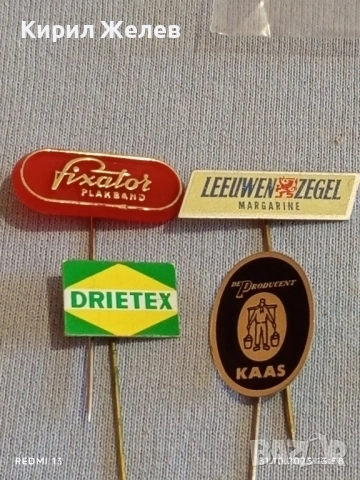 Кирил Желев
Fixator
PLAKBAND
LEEUWEN ZEGEL
MARGARINE
DRIETEX
DE PRODUCENT
KAAS
REDMI 13